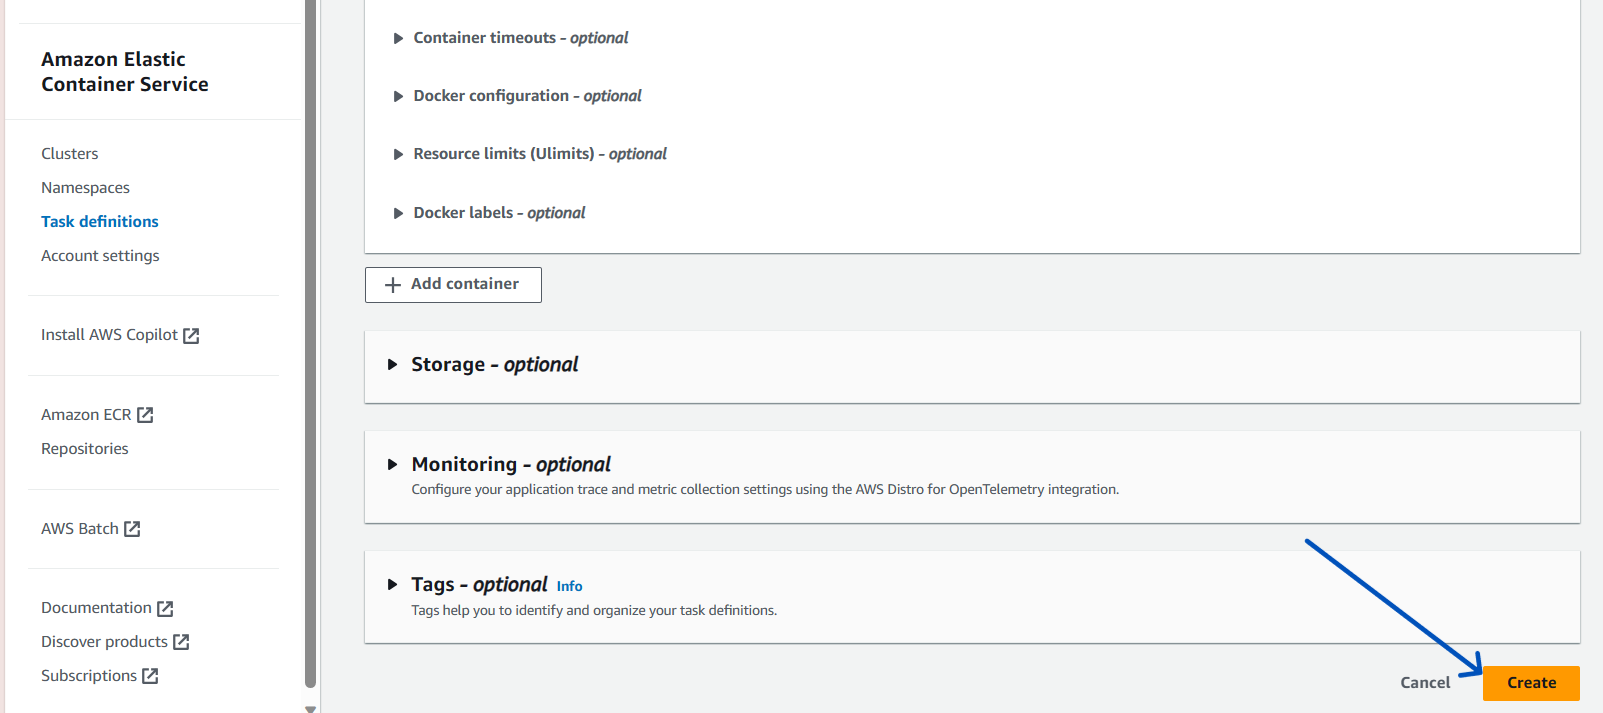 Amazon Elastic
Container Service
Clusters
Namespaces
Task definitions
Account settings
Install AWS Copilot
Amazon ECR
Repositories
AWS Batch
Documentation
Discover products
Subscriptions
Container timeouts - optional
Docker configuration - optional
Resource limits (Ulimits) - optional
Docker labels - optional
Add container
Storage - optional
Monitoring - optional
Configure your application trace and metric collection settings using the AWS Distro for OpenTelemetry integration.
Tags - optional Info
Tags help you to identify and organize your task definitions.
Cancel Create